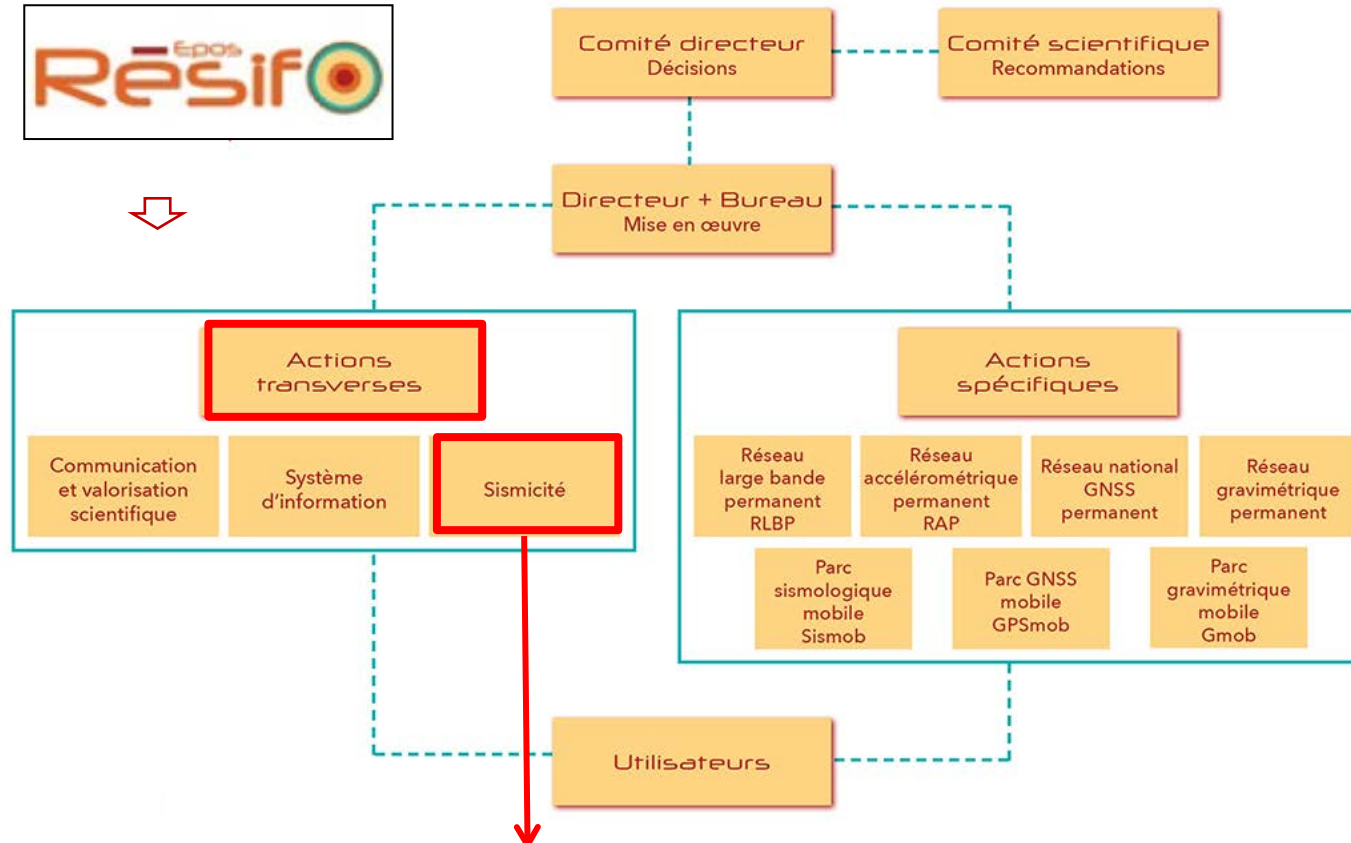 Epos
Résif
Comité directeur
Décisions
Comité scientifique
Recommandations
Directeur + Bureau
Mise en œuvre
Actions
transverses
Communication
et valorisation
scientifique
Système
d'information
Sismicité
Actions
spécifiques
Réseau
large bande
permanent
RLBP
Réseau
accélérométrique
permanent
RAP
Réseau national
GNSS
permanent
Réseau
gravimétrique
permanent
Parc
sismologique
mobile
Sismob
Parc GNSS
mobile
GPSmob
Parc
gravimétrique
mobile
Gmob
Utilisateurs